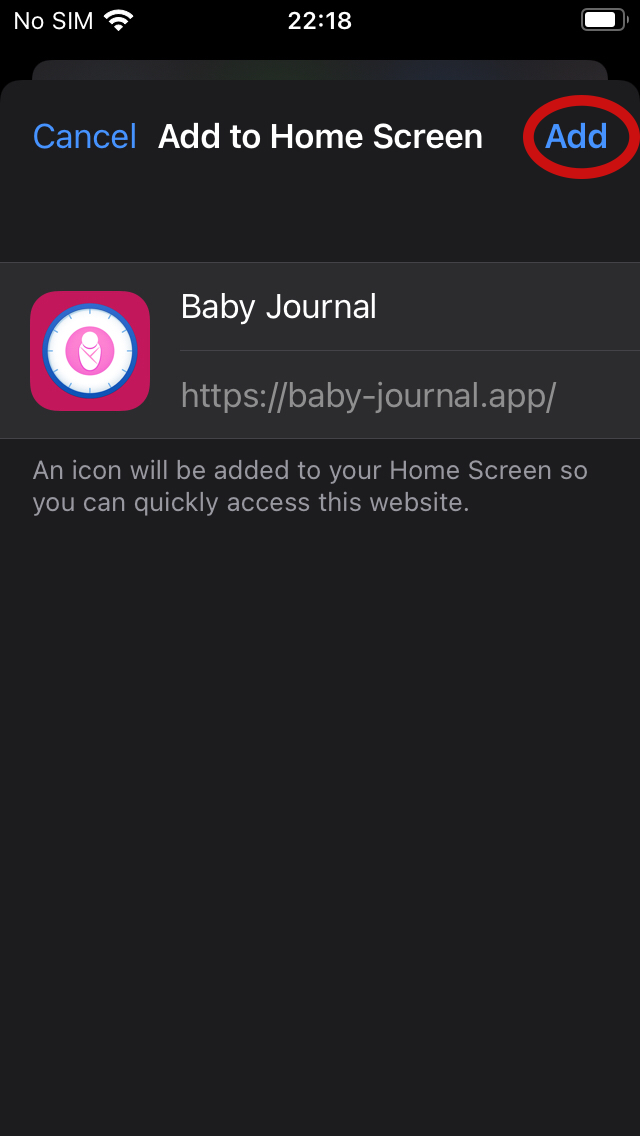 No SIM 22:18
Cancel Add to Home Screen Add
Baby Journal
https://baby-journal.app/
An icon will be added to your Home Screen so
you can quickly access this website.